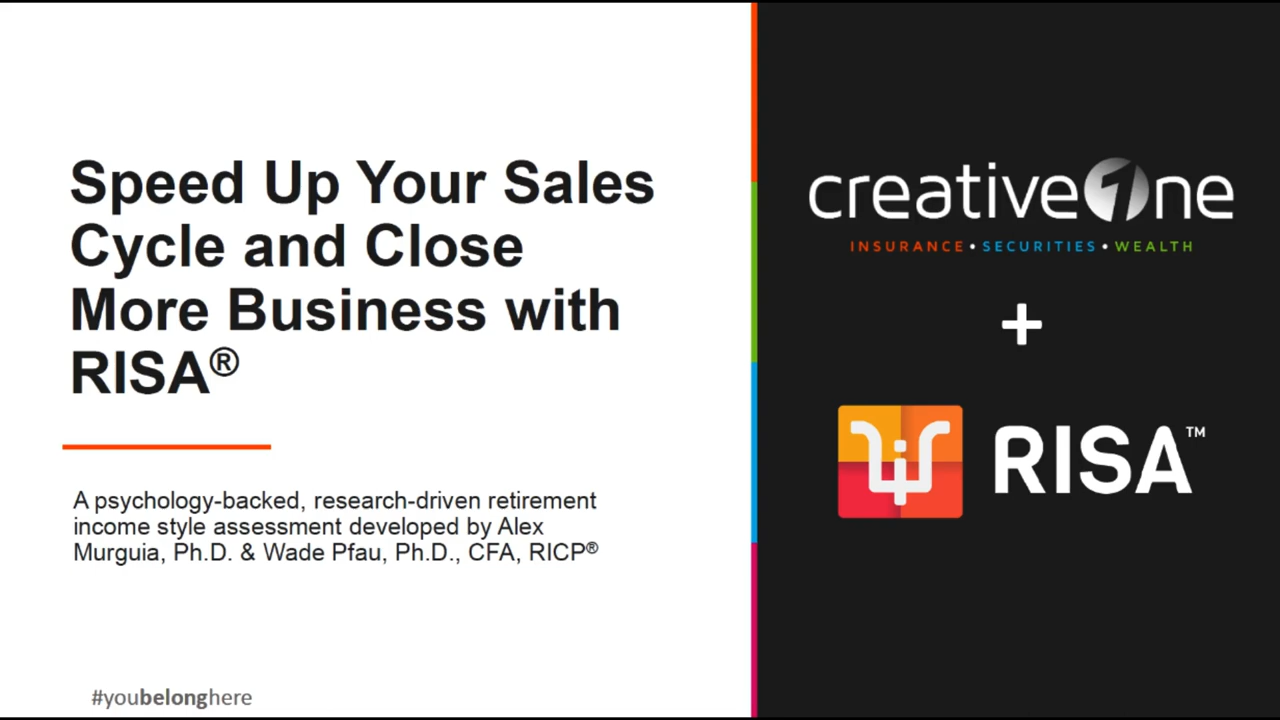 Speed Up Your Sales
Cycle and Close
More Business with
RISA®
A psychology-backed, research-driven retirement
income style assessment developed by Alex
Murguia, Ph.D. & Wade Pfau, Ph.D., CFA, RICP®
#youbelonghere
creative1ne
INSURANCE • SECURITIES • WEALTH
+
RISA™